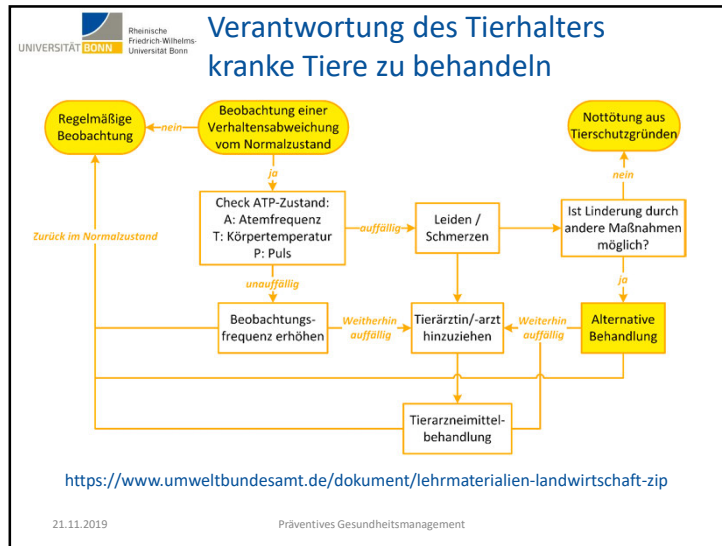 UNIVERSITÄT BONN
Rheinische
Friedrich-Wilhelms-
Universität Bonn
Verantwortung des Tierhalters
kranke Tiere zu behandeln
Regelmäßige
Beobachtung
nein
Beobachtung einer
Verhaltensabweichung
vom Normalzustand
Nottötung aus
Tierschutzgründen
ja
nein
Zurück im Normalzustand
Check ATP-Zustand:
A: Atemfrequenz
T: Körpertemperatur
P: Puls
auffällig
Leiden /
Schmerzen
Ist Linderung durch
andere Maßnahmen
möglich?
unauffällig
ja
Beobachtungs-
frequenz erhöhen
Weitherhin
auffällig
Tierärztin/-arzt
hinzuziehen
Weiterhin
auffällig
Alternative
Behandlung
Tierarzneimittel-
behandlung
https://www.umweltbundesamt.de/dokument/lehrmaterialien-landwirtschaft-zip
21.11.2019
Präventives Gesundheitsmanagement